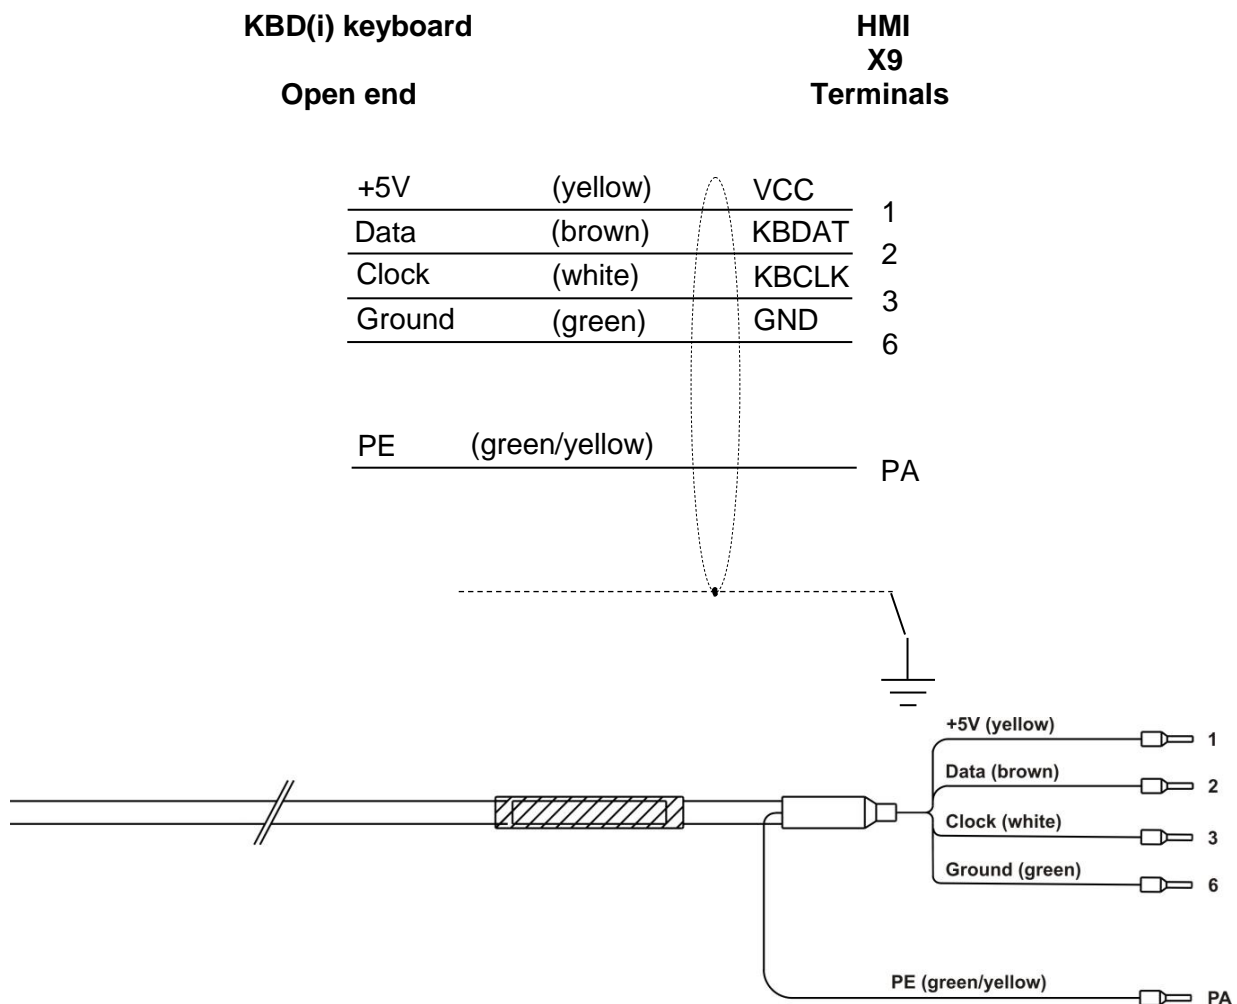 KBD(i) keyboard HMI
X9
Open end Terminals
+5V (yellow) VCC 1
Data (brown) KBDAT 2
Clock (white) KBCLK 3
Ground (green) GND 6
PE (green/yellow) PA
+5V (yellow) 1
Data (brown) 2
Clock (white) 3
Ground (green) 6
PE (green/yellow) PA